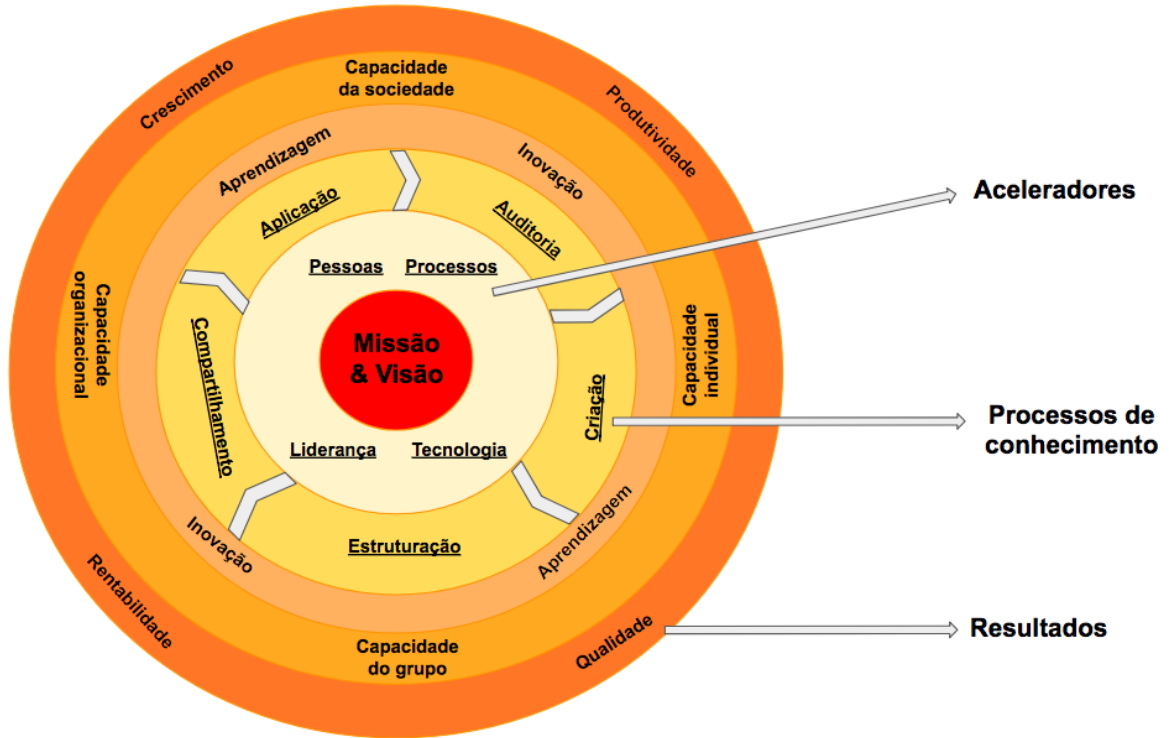 Crescimento
Capacidade
da sociedade
Produtividade
Aprendizagem
Inovação
Aplicação
Auditoria
Aceleradores
Pessoas
Processos
Capacidade
organizacional
Missão
& Visão
Capacidade
individual
Compartilhamento
Criação
Processos de
conhecimento
Liderança
Tecnologia
Inovação
Estruturação
Aprendizagem
Rentabilidade
Capacidade
do grupo
Qualidade
Resultados